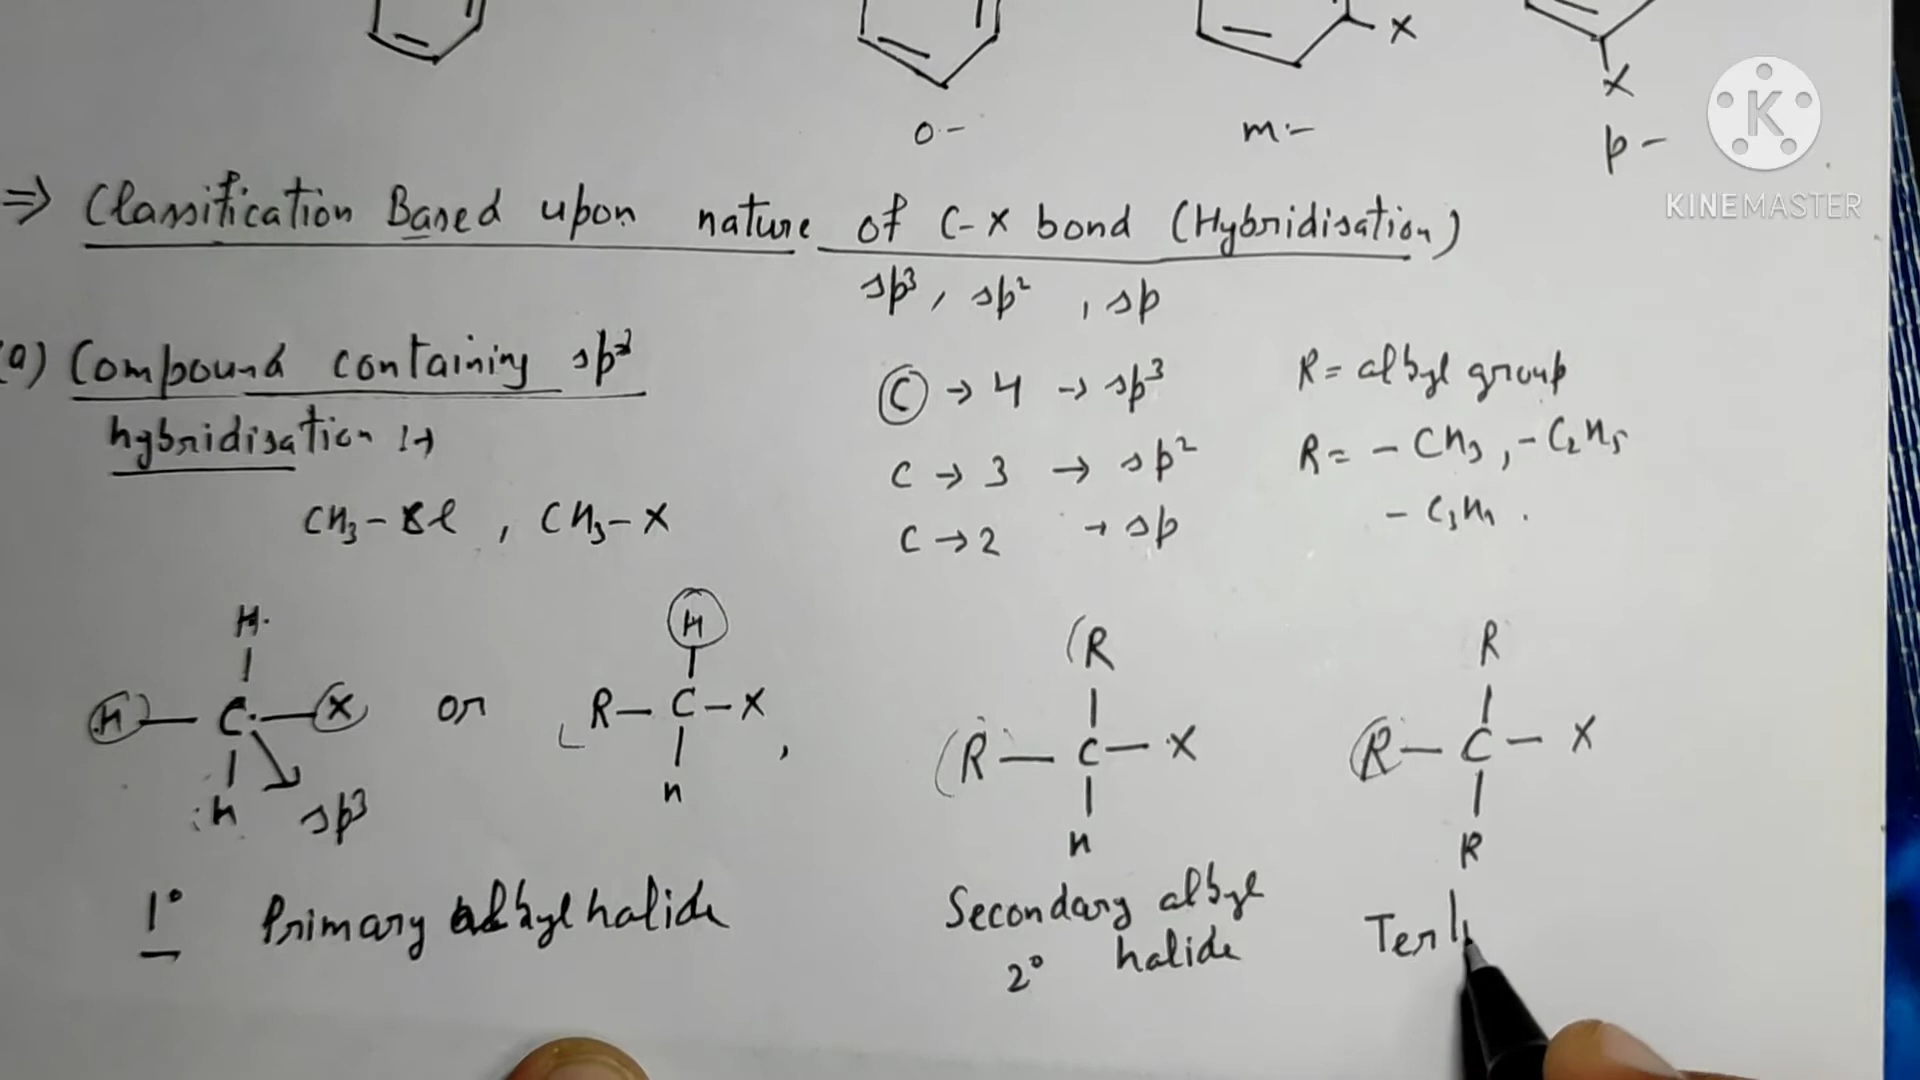 X
X
o-
m-
p-
K
KINEMASTER
⇒ Classification Based upon nature of C-X bond (Hybridisation)
sp³, sp², sp
(a) Compound containing sp³
hybridisation :→
C → 4 → sp³
C → 3 → sp²
C → 2 → sp
R = alkyl group
R = - CH₃, - C₂H₅
- C₃H₇ .
CH₃-Cl , CH₃-X
H
H - C - X
H
sp³
or
H
R - C - X ,
H
R
R - C - X
H
R
R - C - X
R
1° Primary alkyl halide
Secondary alkyl
2° halide
Tert